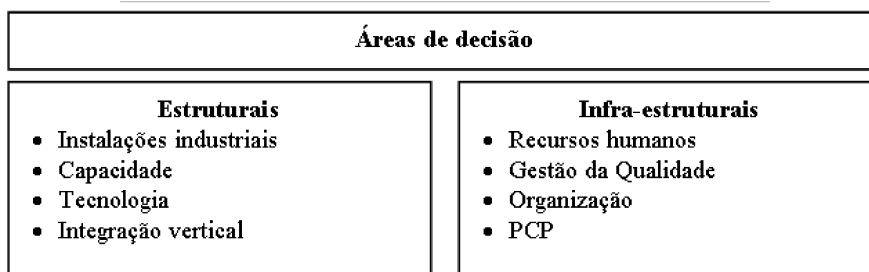 Áreas de decisão
Estruturais
• Instalações industriais
• Capacidade
• Tecnologia
• Integração vertical
Infra-estruturais
• Recursos humanos
• Gestão da Qualidade
• Organização
• PCP